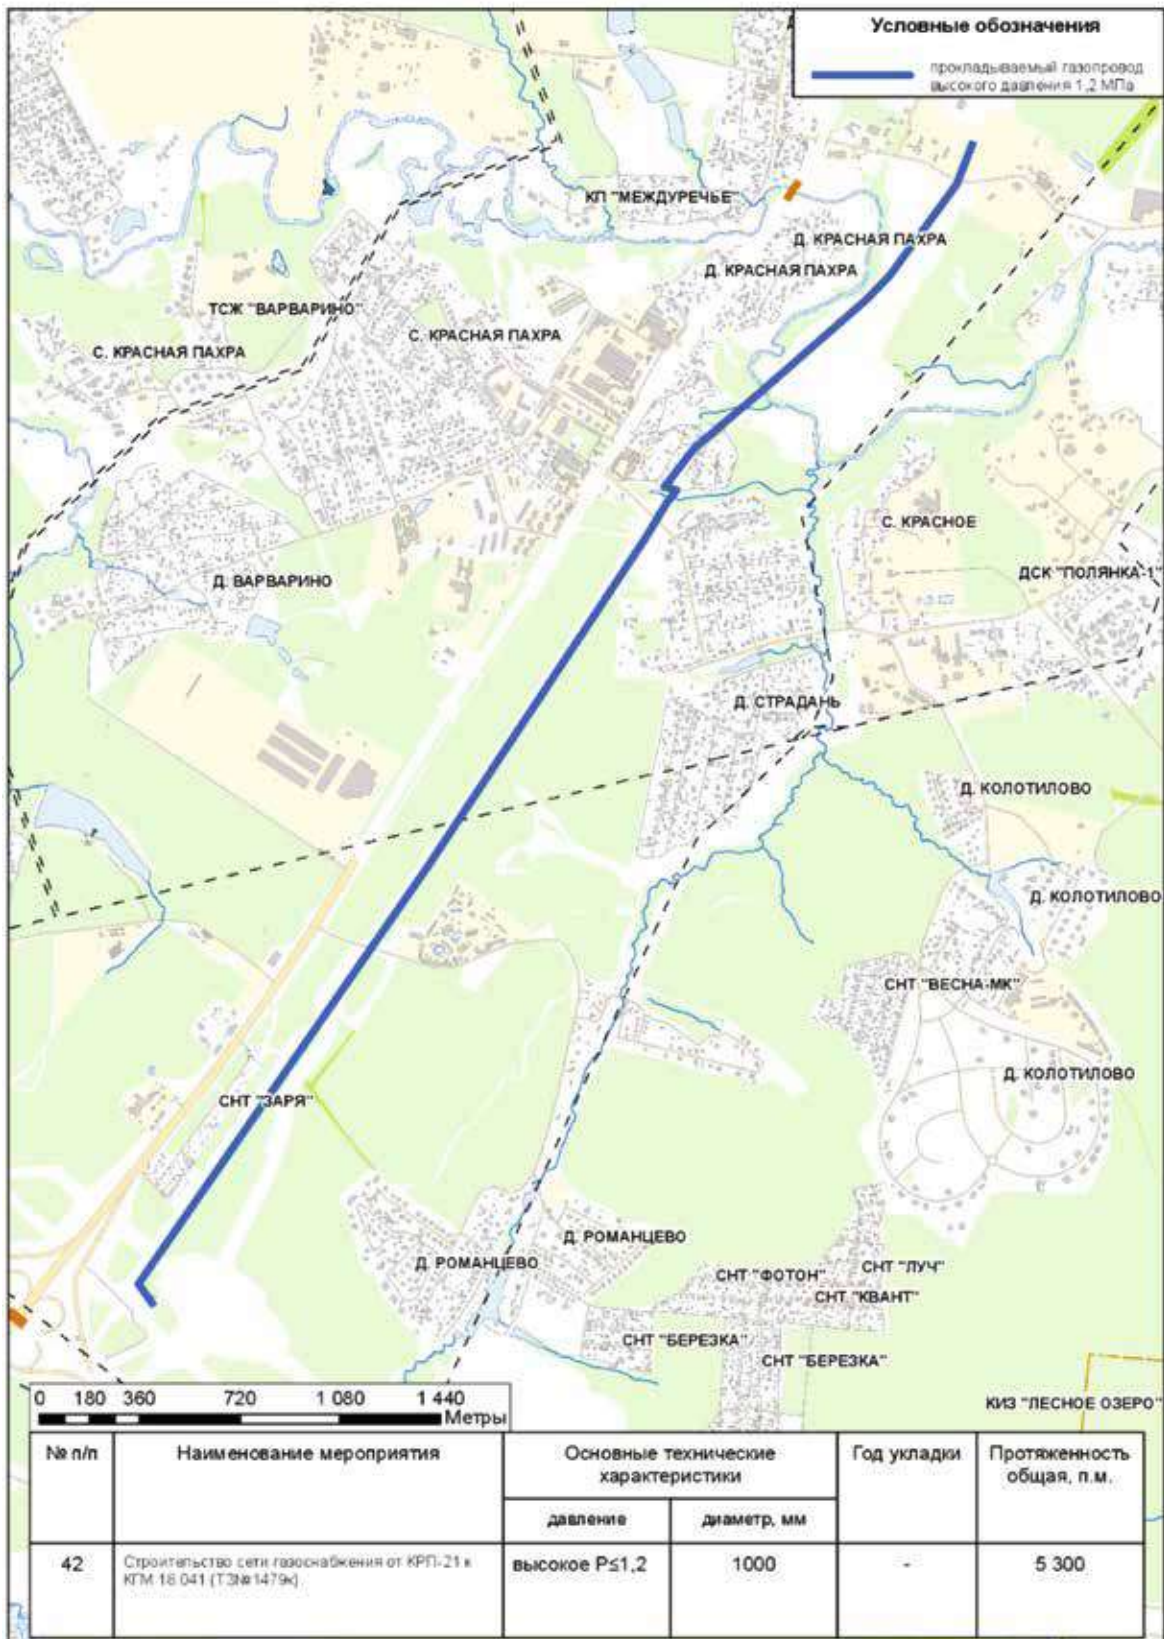 Условные обозначения
прокладываемый газопровод
высокого давления 1,2 МПа
КП "МЕЖДУРЕЧЬЕ"
Д. КРАСНАЯ ПАХРА
Д. КРАСНАЯ ПАХРА
ТСЖ "ВАРВАРИНО"
С. КРАСНАЯ ПАХРА
С. КРАСНАЯ ПАХРА
С. КРАСНОЕ
ДСК "ПОЛЯНКА-1"
Д. ВАРВАРИНО
Д. СТРАДАНЬ
Д. КОЛОТИЛОВО
Д. КОЛОТИЛОВО
СНТ "ВЕСНА-МК"
Д. КОЛОТИЛОВО
СНТ "ЗАРЯ"
Д. РОМАНЦЕВО
Д. РОМАНЦЕВО
СНТ "ЛУЧ"
СНТ "ФОТОН"
СНТ "КВАНТ"
СНТ "БЕРЕЗКА"
СНТ "БЕРЕЗКА"
КИЗ "ЛЕСНОЕ ОЗЕРО"
0 180 360 720 1 080 1 440
Метры
№ п/п Наименование мероприятия Основные технические характеристики Год укладки Протяженность общая, п.м.
давление диаметр, мм
42 Строительство сети газоснабжения от КРП-21 к
КГМ 18 041 (ТЗ№1479к) высокое P≤1,2 1000 - 5 300